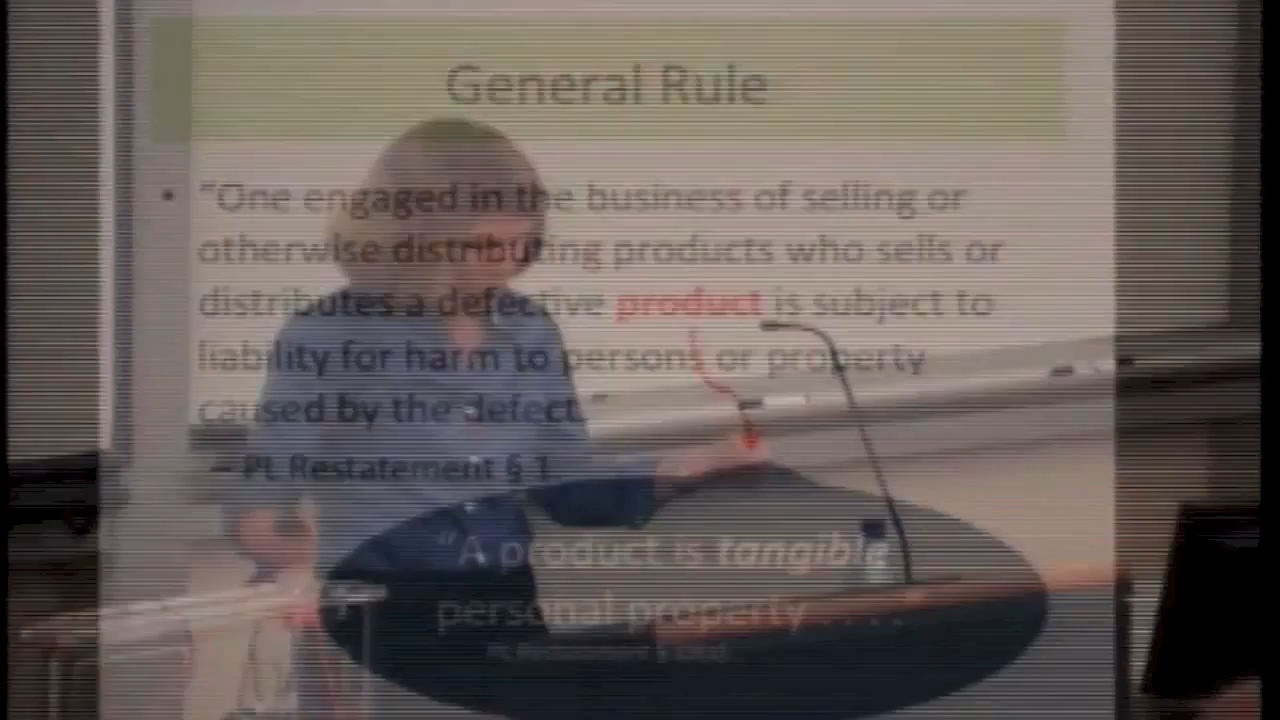 General Rule
• "One engaged in the business of selling or
otherwise distributing products who sells or
distributes a defective product is subject to
liability for harm to persons or property
caused by the defect.
– PL Restatement § 1
"A product is tangible
personal property . . . ."
PL Restatement §